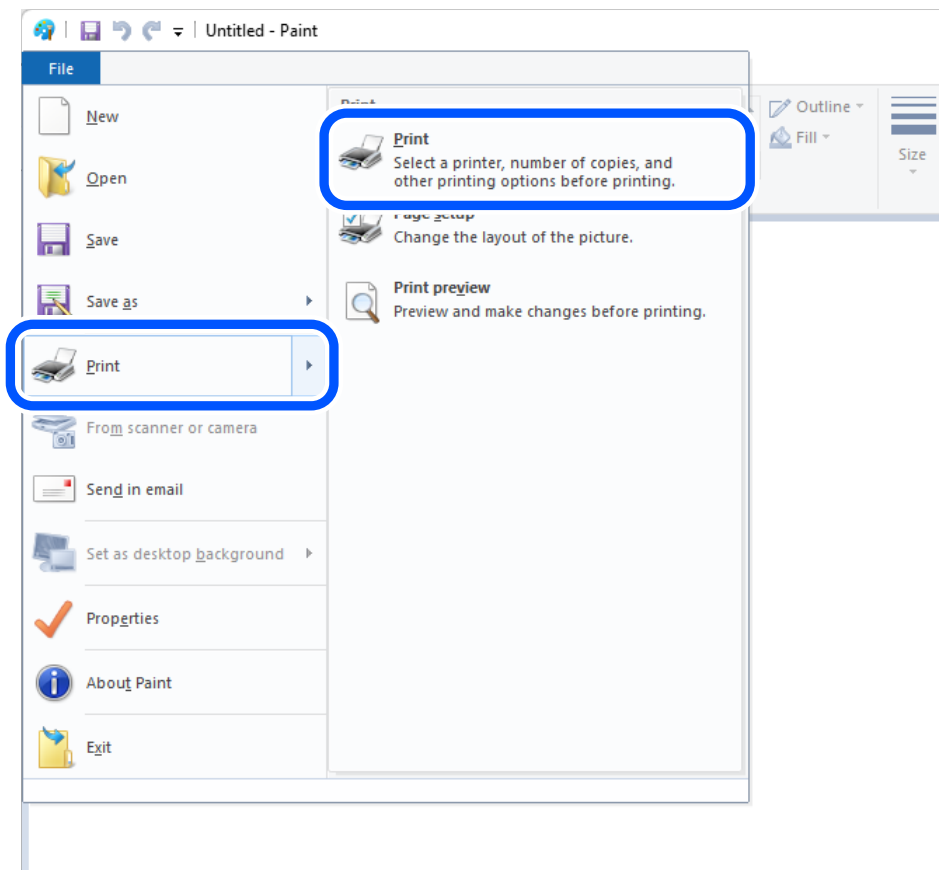 Untitled - Paint
File
New
Open
Save
Save as
Print
From scanner or camera
Send in email
Set as desktop background
Properties
About Paint
Exit
Print
Print
Select a printer, number of copies, and
other printing options before printing.
Page setup
Change the layout of the picture.
Print preview
Preview and make changes before printing.
Outline
Fill
Size